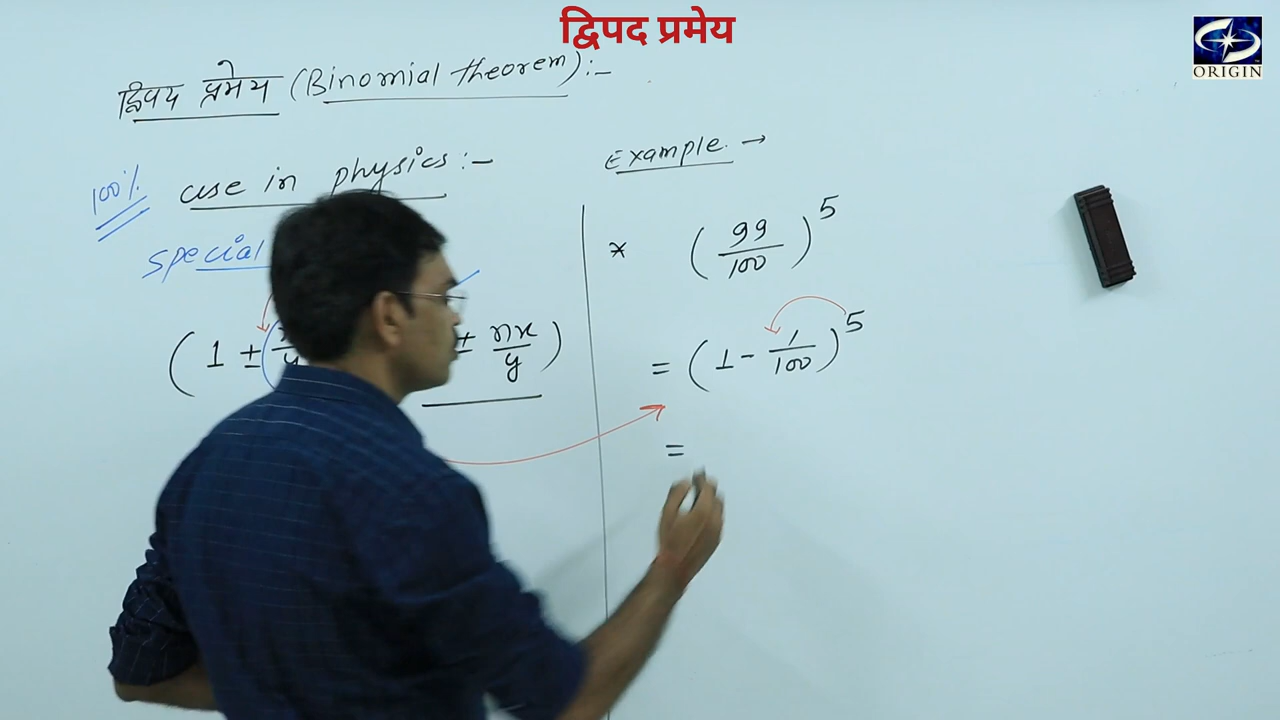 द्विपद प्रमेय
ORIGIN
द्विपद प्रमेय (Binomial theorem):-
100% use in physics:-
special
(1 ± ± nx/y)
Example →
* (99/100)^5
= (1 - 1/100)^5
=